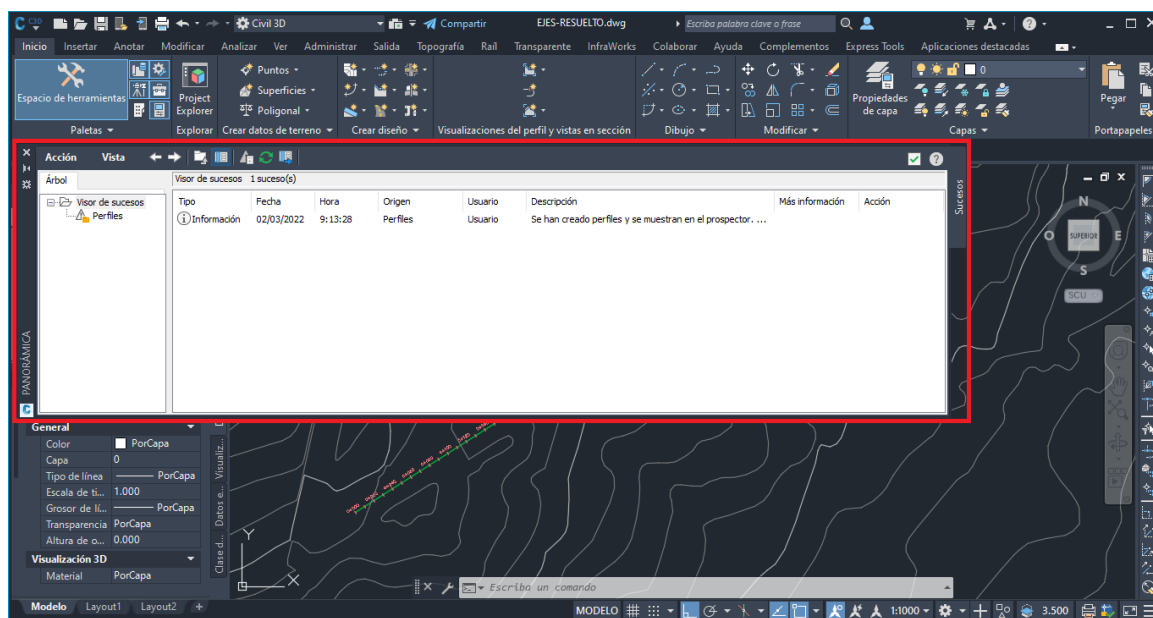 C C3D Civil 3D Compartir EJES-RESUELTO.dwg Escriba palabra clave o frase
Inicio Insertar Anotar Modificar Analizar Ver Administrar Salida Topografía Raíl Transparente InfraWorks Colaborar Ayuda Complementos Express Tools Aplicaciones destacadas
Puntos
0
Superficies
Espacio de herramientas Project Explorer Propiedades de capa Pegar
Poligonal
Paletas Explorar Crear datos de terreno Crear diseño Visualizaciones del perfil y vistas en sección Dibujo Modificar Capas Portapapeles
Acción Vista
Árbol Visor de sucesos 1 suceso(s)
Visor de sucesos Tipo Fecha Hora Origen Usuario Descripción Más información Acción
Perfiles Información 02/03/2022 9:13:28 Perfiles Usuario Se han creado perfiles y se muestran en el prospector. ...
Sucesos
PANORÁMICA
N
SUPERIOR E
O
S
SCU
General
Color PorCapa
Capa 0
Tipo de línea PorCapa
Escala de ti... 1.000
Grosor de lí... PorCapa
Transparencia PorCapa
Altura de o... 0.000
Visualización 3D
Material PorCapa
Visualiz...
Datos e...
Clase d...
Y
X
Escriba un comando
Modelo Layout1 Layout2 +
MODELO 1:1000 3.500